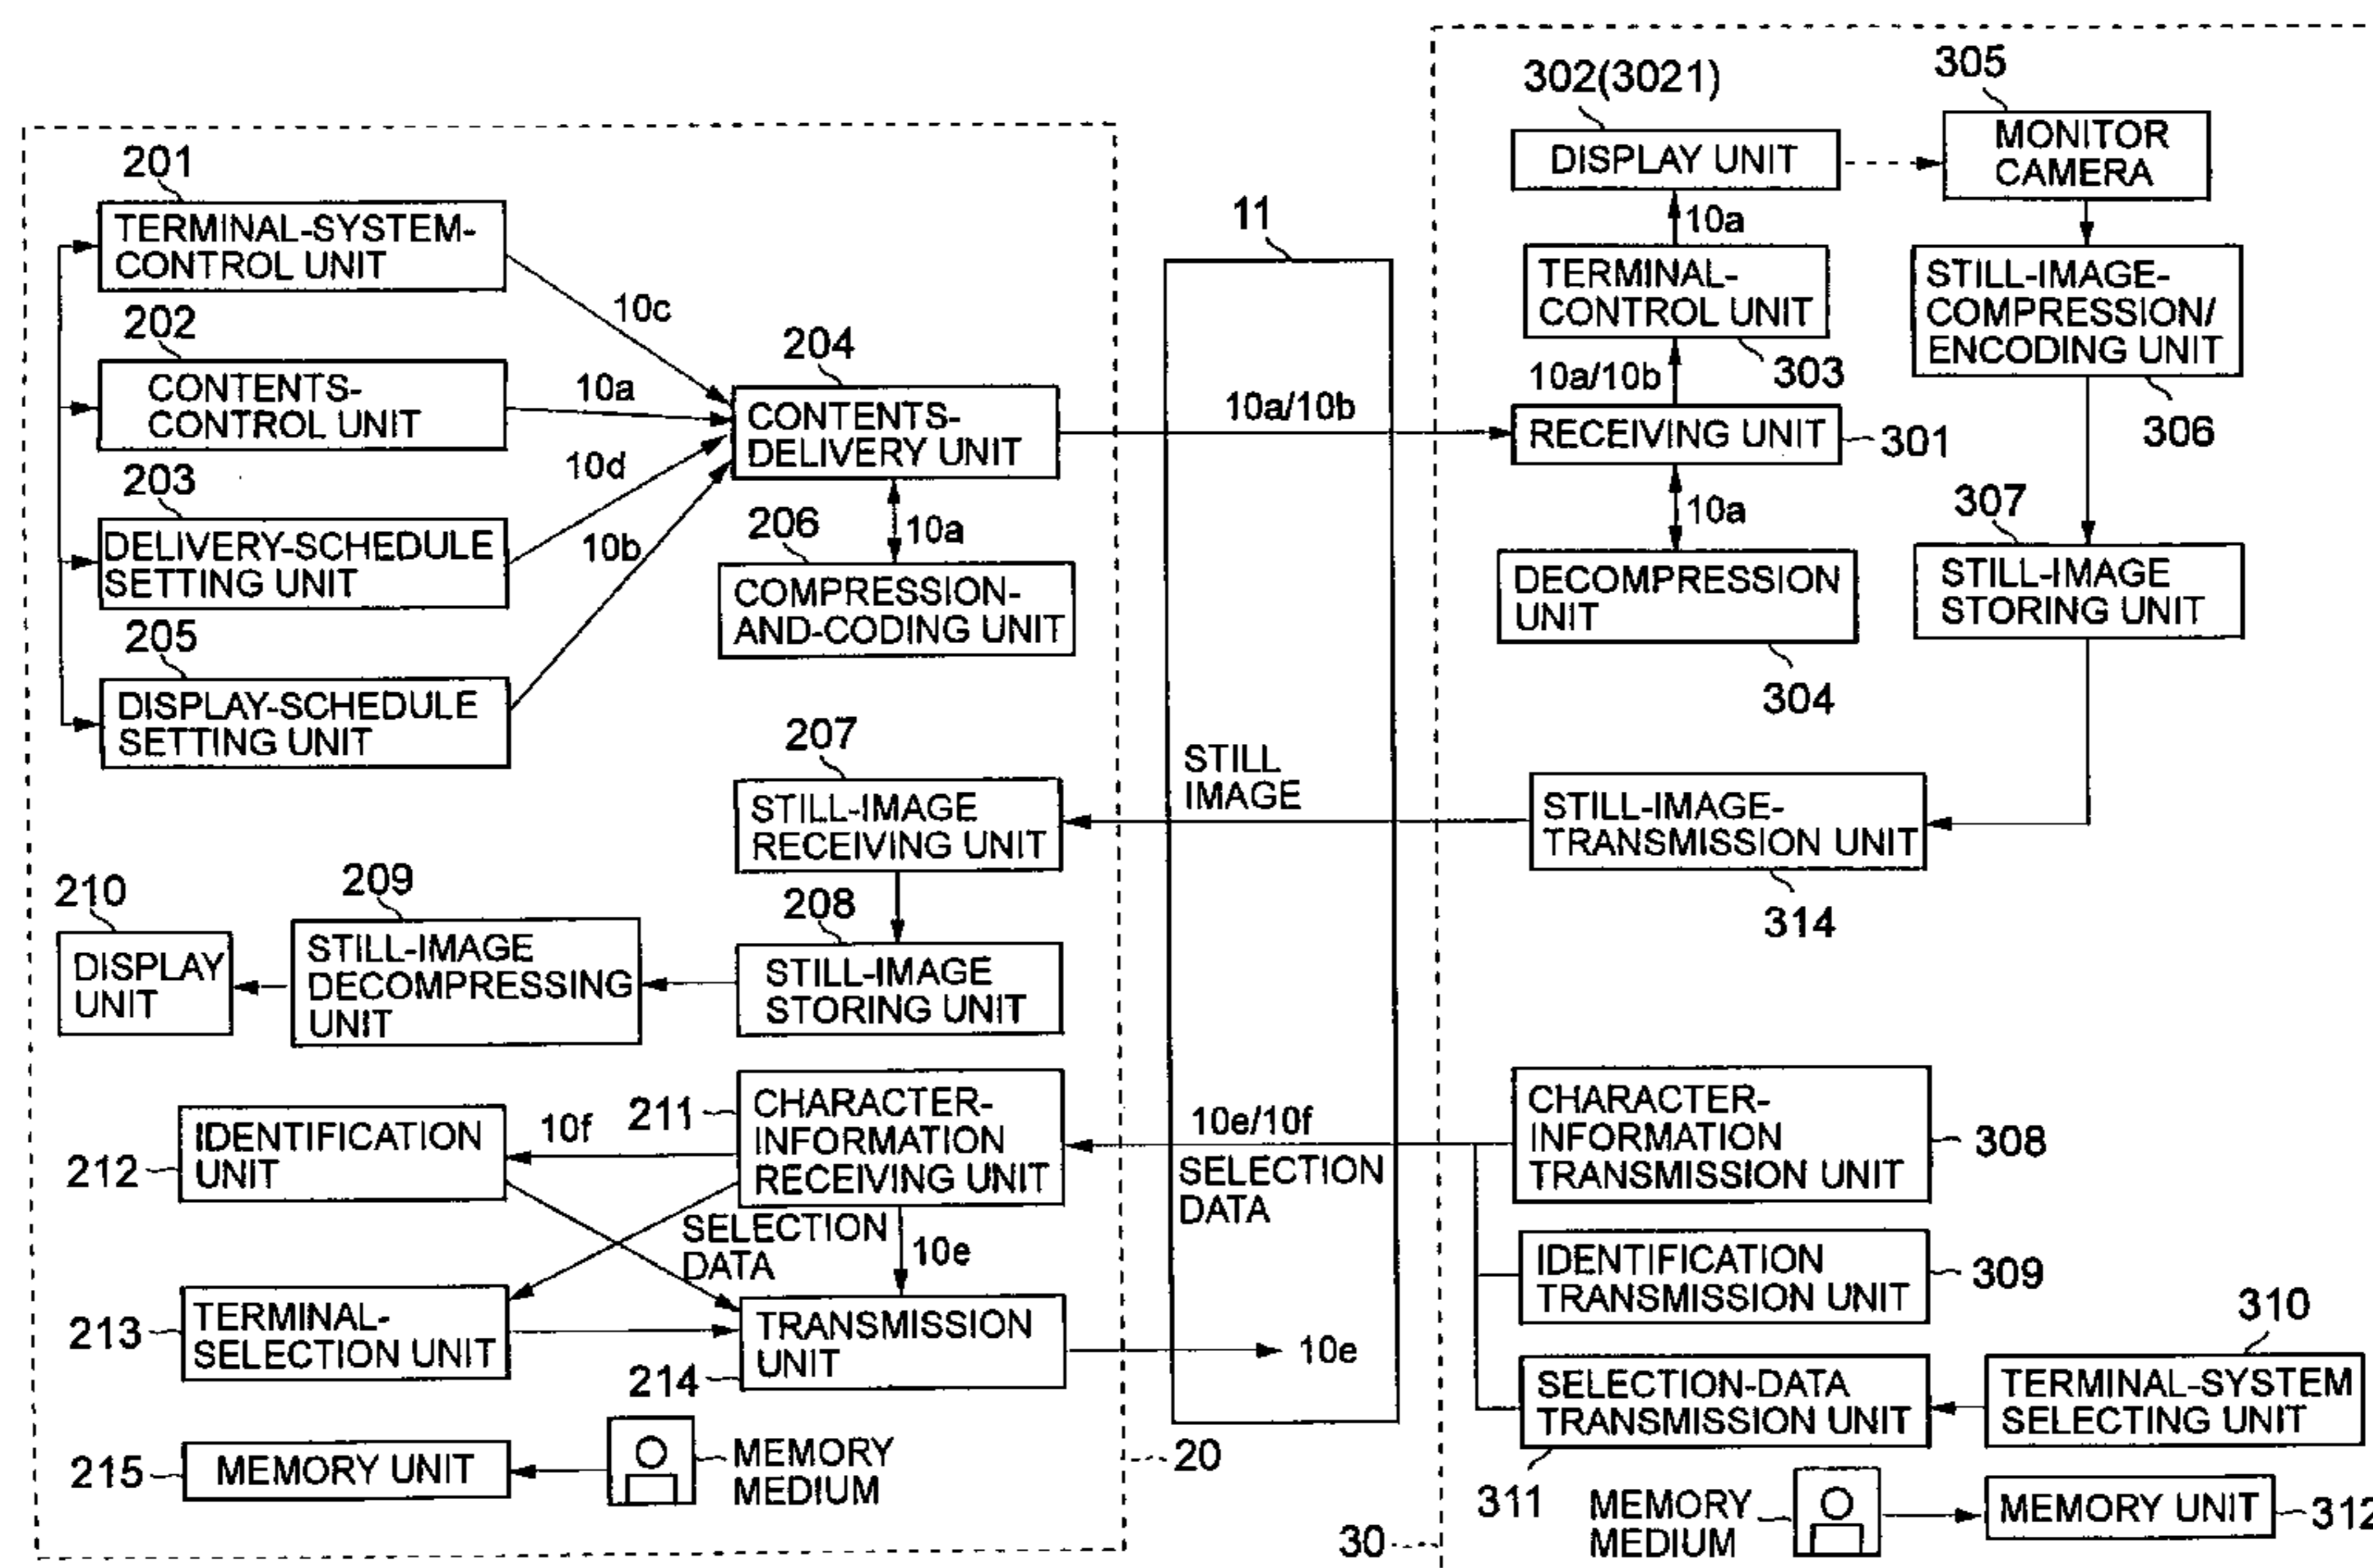 201
TERMINAL-SYSTEM-
CONTROL UNIT
10c
202
CONTENTS-
CONTROL UNIT
10a
203
DELIVERY-SCHEDULE
SETTING UNIT
10d
10b
205
DISPLAY-SCHEDULE
SETTING UNIT
204
CONTENTS-
DELIVERY UNIT
10a
206
COMPRESSION-
AND-CODING UNIT
207
STILL-IMAGE
RECEIVING UNIT
208
STILL-IMAGE
STORING UNIT
209
STILL-IMAGE
DECOMPRESSING
UNIT
210
DISPLAY
UNIT
211
CHARACTER-
INFORMATION
RECEIVING UNIT
10f
212
IDENTIFICATION
UNIT
SELECTION
DATA
10e
213
TERMINAL-
SELECTION UNIT
214
TRANSMISSION
UNIT
215
MEMORY UNIT
MEMORY
MEDIUM
20
11
10a/10b
STILL
IMAGE
10e/10f
SELECTION
DATA
10e
302(3021)
DISPLAY UNIT
305
MONITOR
CAMERA
10a
TERMINAL-
CONTROL UNIT
303
STILL-IMAGE-
COMPRESSION/
ENCODING UNIT
306
10a/10b
RECEIVING UNIT
301
10a
307
STILL-IMAGE
STORING UNIT
DECOMPRESSION
UNIT
304
STILL-IMAGE-
TRANSMISSION UNIT
314
CHARACTER-
INFORMATION
TRANSMISSION UNIT
308
IDENTIFICATION
TRANSMISSION UNIT
309
310
SELECTION-DATA
TRANSMISSION UNIT
TERMINAL-SYSTEM
SELECTING UNIT
311
MEMORY
MEDIUM
MEMORY UNIT
312
30